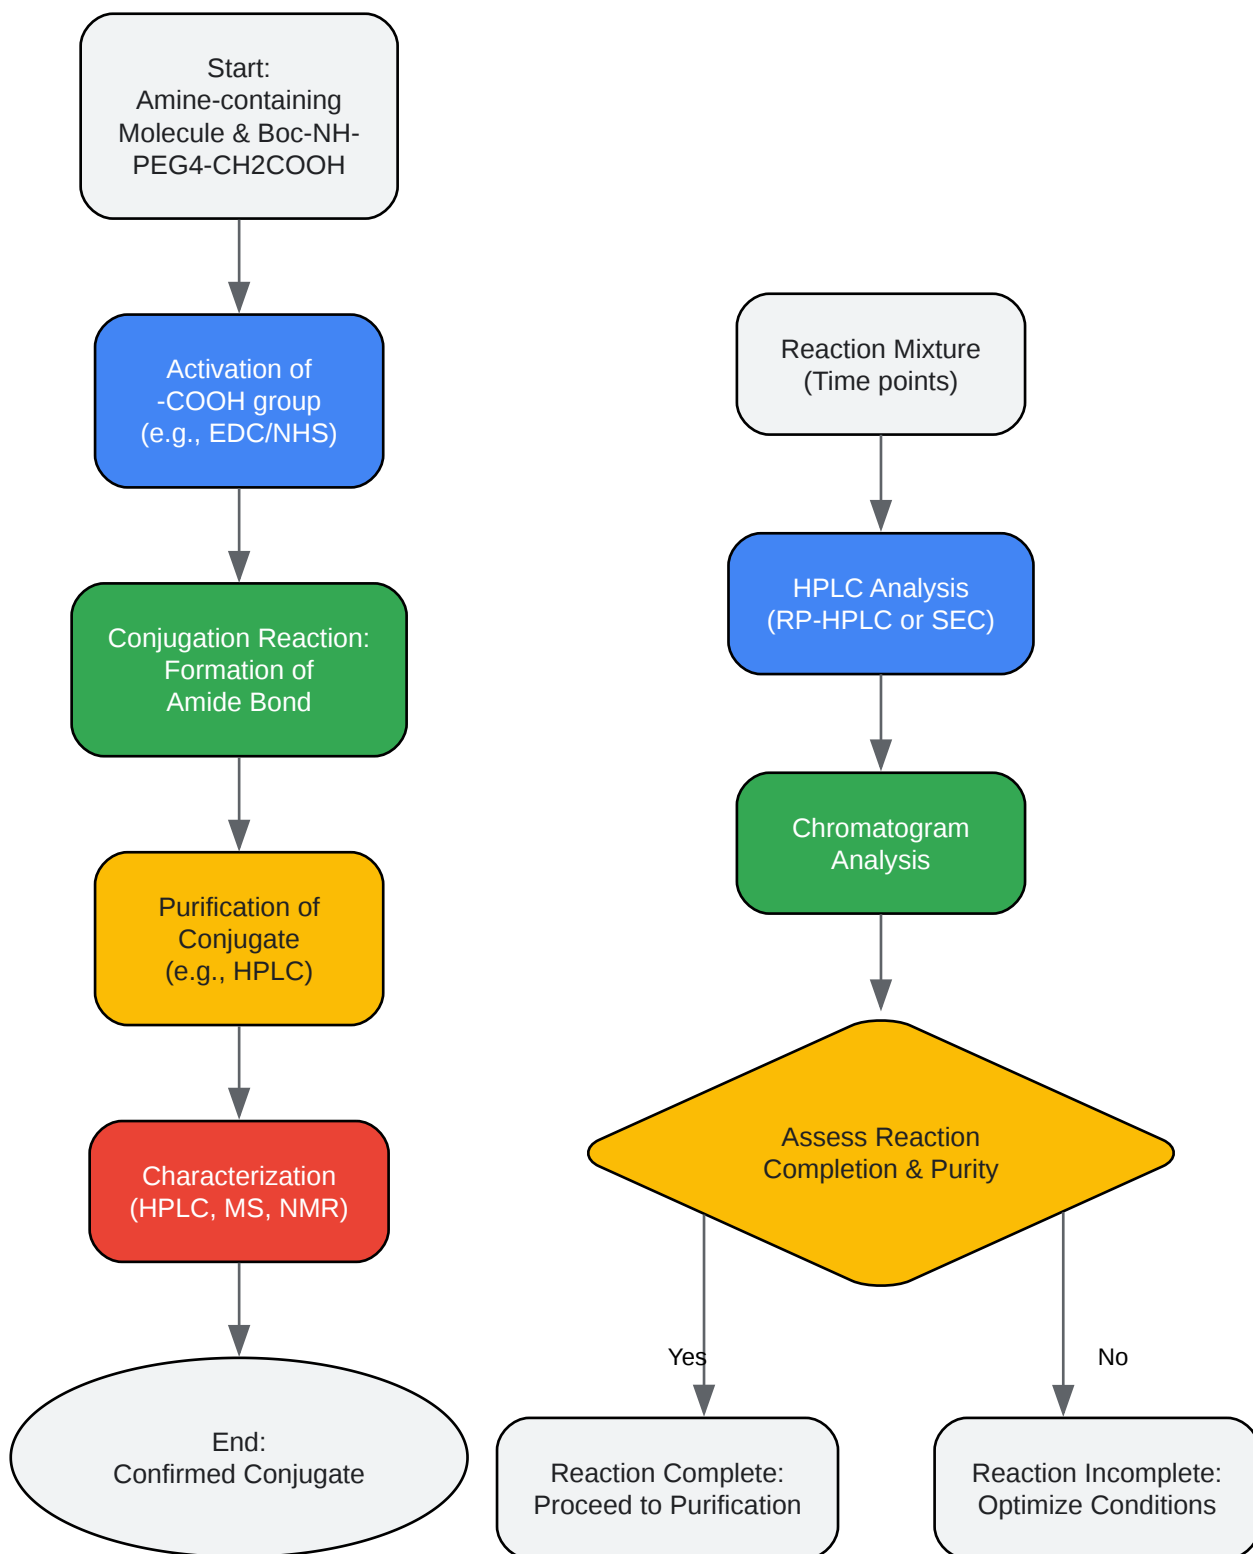 Start:
Amine-containing
Molecule & Boc-NH-
PEG4-CH2COOH
Activation of
-COOH group
(e.g., EDC/NHS)
Conjugation Reaction:
Formation of
Amide Bond
Purification of
Conjugate
(e.g., HPLC)
Characterization
(HPLC, MS, NMR)
End:
Confirmed Conjugate
Reaction Mixture
(Time points)
HPLC Analysis
(RP-HPLC or SEC)
Chromatogram
Analysis
Assess Reaction
Completion & Purity
Yes
No
Reaction Complete:
Proceed to Purification
Reaction Incomplete:
Optimize Conditions